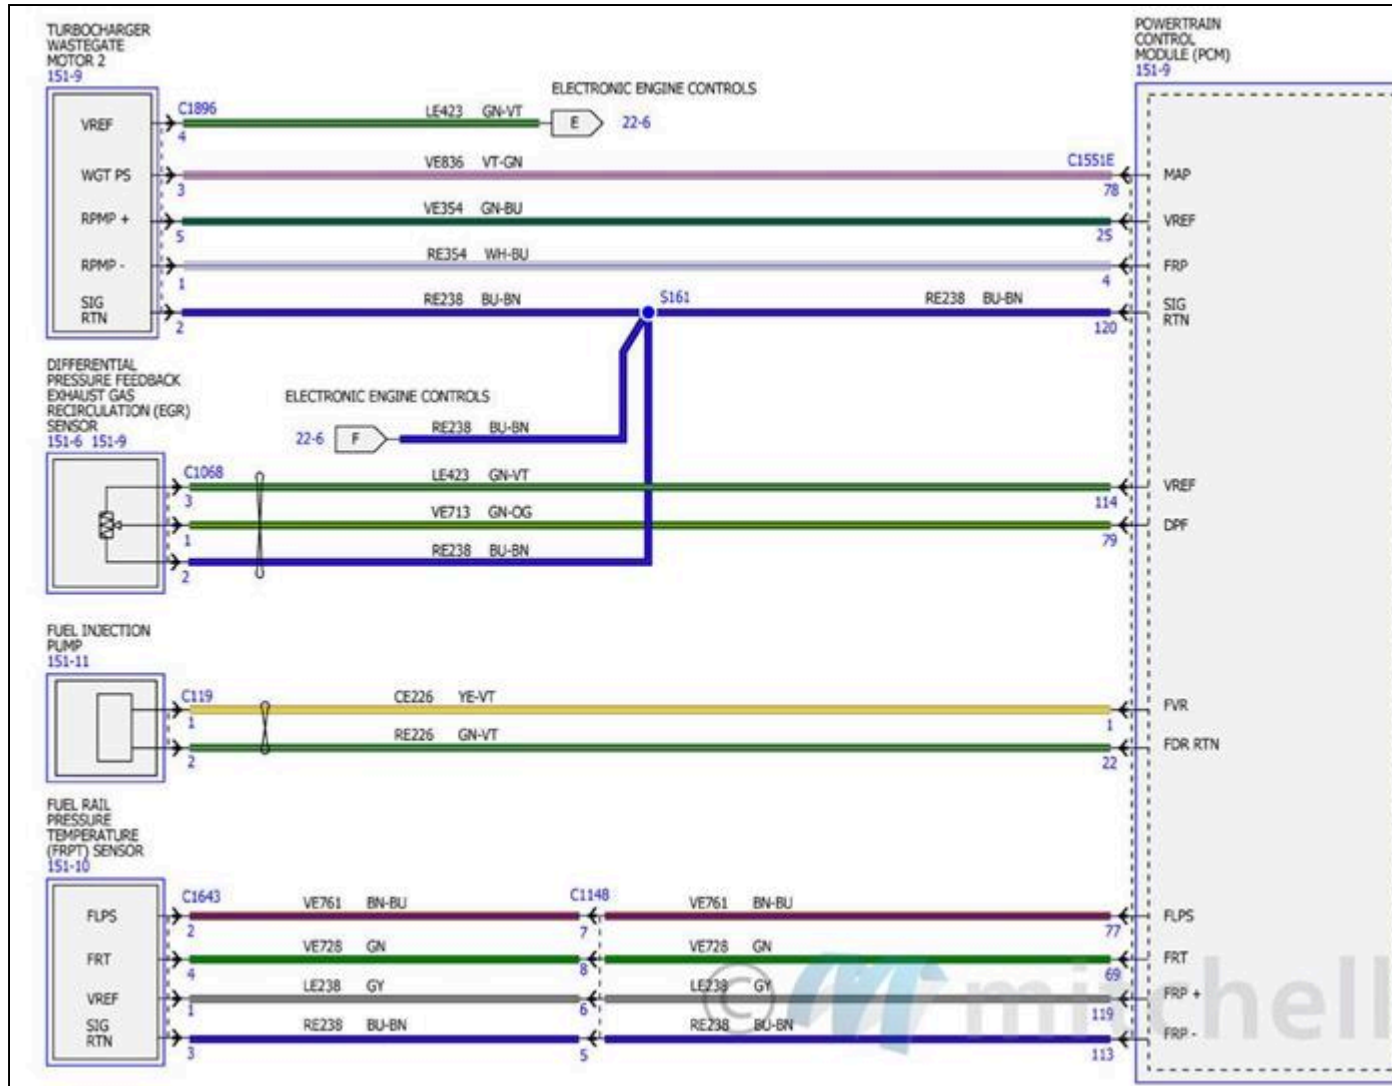 TURBOCHARGER
WASTEGATE
MOTOR 2
151-9
POWERTRAIN
CONTROL
MODULE (PCM)
151-9
ELECTRONIC ENGINE CONTROLS
VREF
C1896
4
LE423 GN-VT
E
22-6
WGT PS
3
VE836 VT-GN
C1551E
78
MAP
RPMP +
5
VE354 GN-BU
25
VREF
RPMP -
1
RE354 WH-BU
4
FRP
SIG
RTN
2
RE238 BU-BN
S161
RE238 BU-BN
120
SIG
RTN
DIFFERENTIAL
PRESSURE FEEDBACK
EXHAUST GAS
RECIRCULATION (EGR)
SENSOR
151-6 151-9
ELECTRONIC ENGINE CONTROLS
22-6
F
RE238 BU-BN
C1068
3
LE423 GN-VT
114
VREF
1
VE713 GN-OG
79
DPF
2
RE238 BU-BN
FUEL INJECTION
PUMP
151-11
C119
1
CE226 YE-VT
1
FVR
2
RE226 GN-VT
22
FDR RTN
FUEL RAIL
PRESSURE
TEMPERATURE
(FRPT) SENSOR
151-10
FLPS
C1643
2
VE761 BN-BU
C1148
7
VE761 BN-BU
77
FLPS
FRT
4
VE728 GN
8
VE728 GN
69
FRT
VREF
1
LE238 GY
6
LE238 GY
119
FRP +
SIG
RTN
3
RE238 BU-BN
5
RE238 BU-BN
113
FRP -
© mitchell